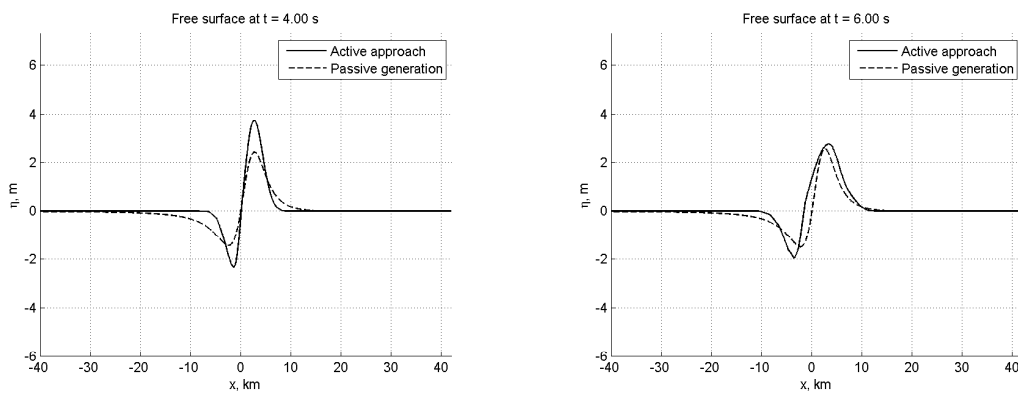 Free surface at t = 4.00 s
Active approach
Passive generation
6
4
2
0
-2
-4
-6
η, m
-40 -30 -20 -10 0 10 20 30 40
x, km
Free surface at t = 6.00 s
Active approach
Passive generation
6
4
2
0
-2
-4
-6
η, m
-40 -30 -20 -10 0 10 20 30 40
x, km